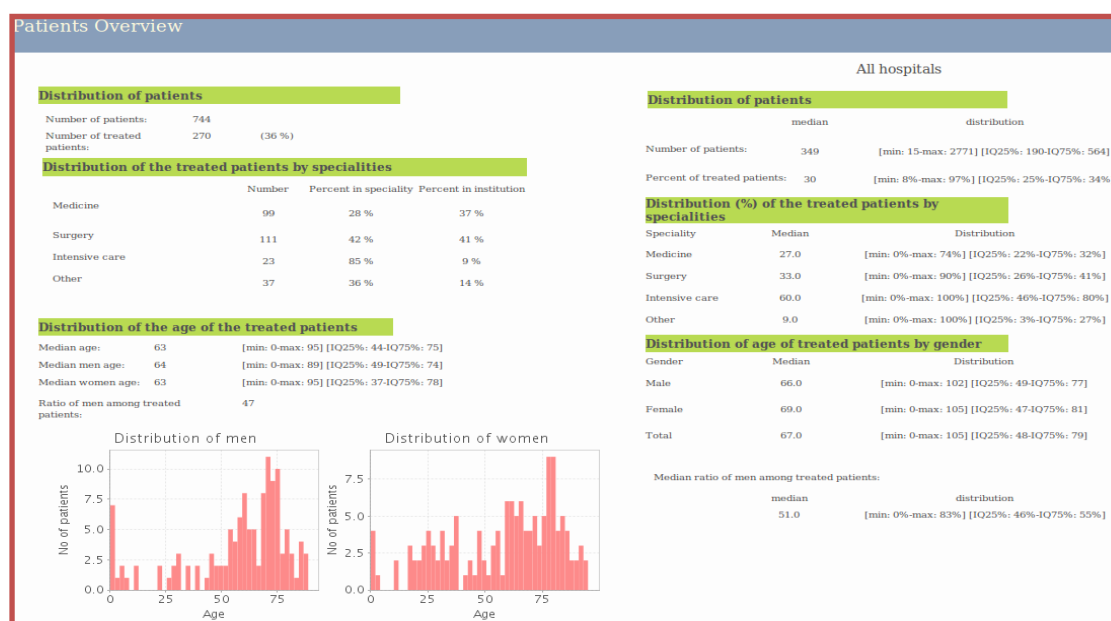 Patients Overview
Distribution of patients
Number of patients: 744
Number of treated 270 (36 %)
patients:
Distribution of the treated patients by specialities
Number Percent in speciality Percent in institution
Medicine 99 28 % 37 %
Surgery 111 42 % 41 %
Intensive care 23 85 % 9 %
Other 37 36 % 14 %
Distribution of the age of the treated patients
Median age: 63 [min: 0-max: 95] [IQ25%: 44-IQ75%: 75]
Median men age: 64 [min: 0-max: 89] [IQ25%: 49-IQ75%: 74]
Median women age: 63 [min: 0-max: 95] [IQ25%: 37-IQ75%: 78]
Ratio of men among treated 47
patients:
Distribution of men
No of patients
10.0
7.5
5.0
2.5
0.0
0 25 50 75
Age
Distribution of women
No of patients
7.5
5.0
2.5
0.0
0 25 50 75
Age
All hospitals
Distribution of patients
median distribution
Number of patients: 349 [min: 15-max: 2771] [IQ25%: 190-IQ75%: 564]
Percent of treated patients: 30 [min: 8%-max: 97%] [IQ25%: 25%-IQ75%: 34%
Distribution (%) of the treated patients by
specialities
Speciality Median Distribution
Medicine 27.0 [min: 0%-max: 74%] [IQ25%: 22%-IQ75%: 32%]
Surgery 33.0 [min: 0%-max: 90%] [IQ25%: 26%-IQ75%: 41%]
Intensive care 60.0 [min: 0%-max: 100%] [IQ25%: 46%-IQ75%: 80%]
Other 9.0 [min: 0%-max: 100%] [IQ25%: 3%-IQ75%: 27%]
Distribution of age of treated patients by gender
Gender Median Distribution
Male 66.0 [min: 0-max: 102] [IQ25%: 49-IQ75%: 77]
Female 69.0 [min: 0-max: 105] [IQ25%: 47-IQ75%: 81]
Total 67.0 [min: 0-max: 105] [IQ25%: 48-IQ75%: 79]
Median ratio of men among treated patients:
median distribution
51.0 [min: 0%-max: 83%] [IQ25%: 46%-IQ75%: 55%]